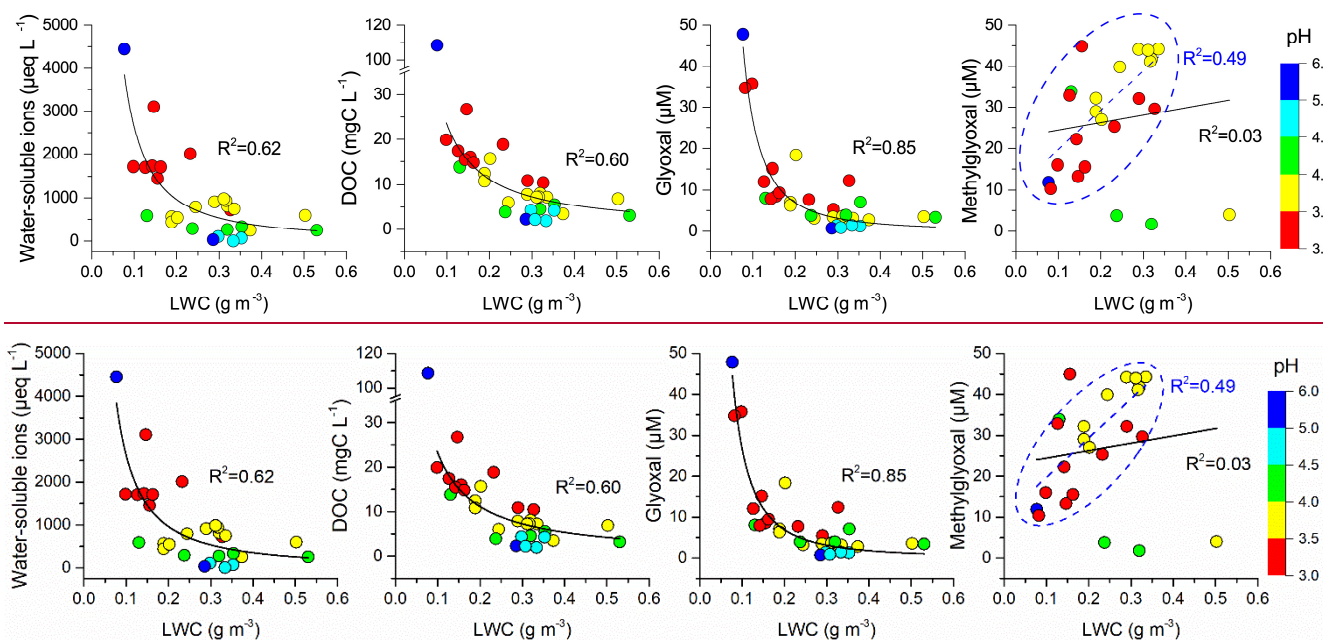 Water-soluble ions (µeq L⁻¹)
5000
4000
3000
2000
1000
0
R²=0.62
0.0 0.1 0.2 0.3 0.4 0.5 0.6
LWC (g m⁻³)
DOC (mgC L⁻¹)
120
100
40
20
0
R²=0.60
0.0 0.1 0.2 0.3 0.4 0.5 0.6
LWC (g m⁻³)
Glyoxal (µM)
50
40
30
20
10
0
R²=0.85
0.0 0.1 0.2 0.3 0.4 0.5 0.6
LWC (g m⁻³)
Methylglyoxal (µM)
50
40
30
20
10
0
R²=0.49
R²=0.03
0.0 0.1 0.2 0.3 0.4 0.5 0.6
LWC (g m⁻³)
pH
6.
5.
4.
4.
3.
3.
Water-soluble ions (µeq L⁻¹)
5000
4000
3000
2000
1000
0
R²=0.62
0.0 0.1 0.2 0.3 0.4 0.5 0.6
LWC (g m⁻³)
DOC (mgC L⁻¹)
120
100
40
20
0
R²=0.60
0.0 0.1 0.2 0.3 0.4 0.5 0.6
LWC (g m⁻³)
Glyoxal (µM)
50
40
30
20
10
0
R²=0.85
0.0 0.1 0.2 0.3 0.4 0.5 0.6
LWC (g m⁻³)
Methylglyoxal (µM)
50
40
30
20
10
0
R²=0.49
R²=0.03
0.0 0.1 0.2 0.3 0.4 0.5 0.6
LWC (g m⁻³)
pH
6.0
5.0
4.5
4.0
3.5
3.0